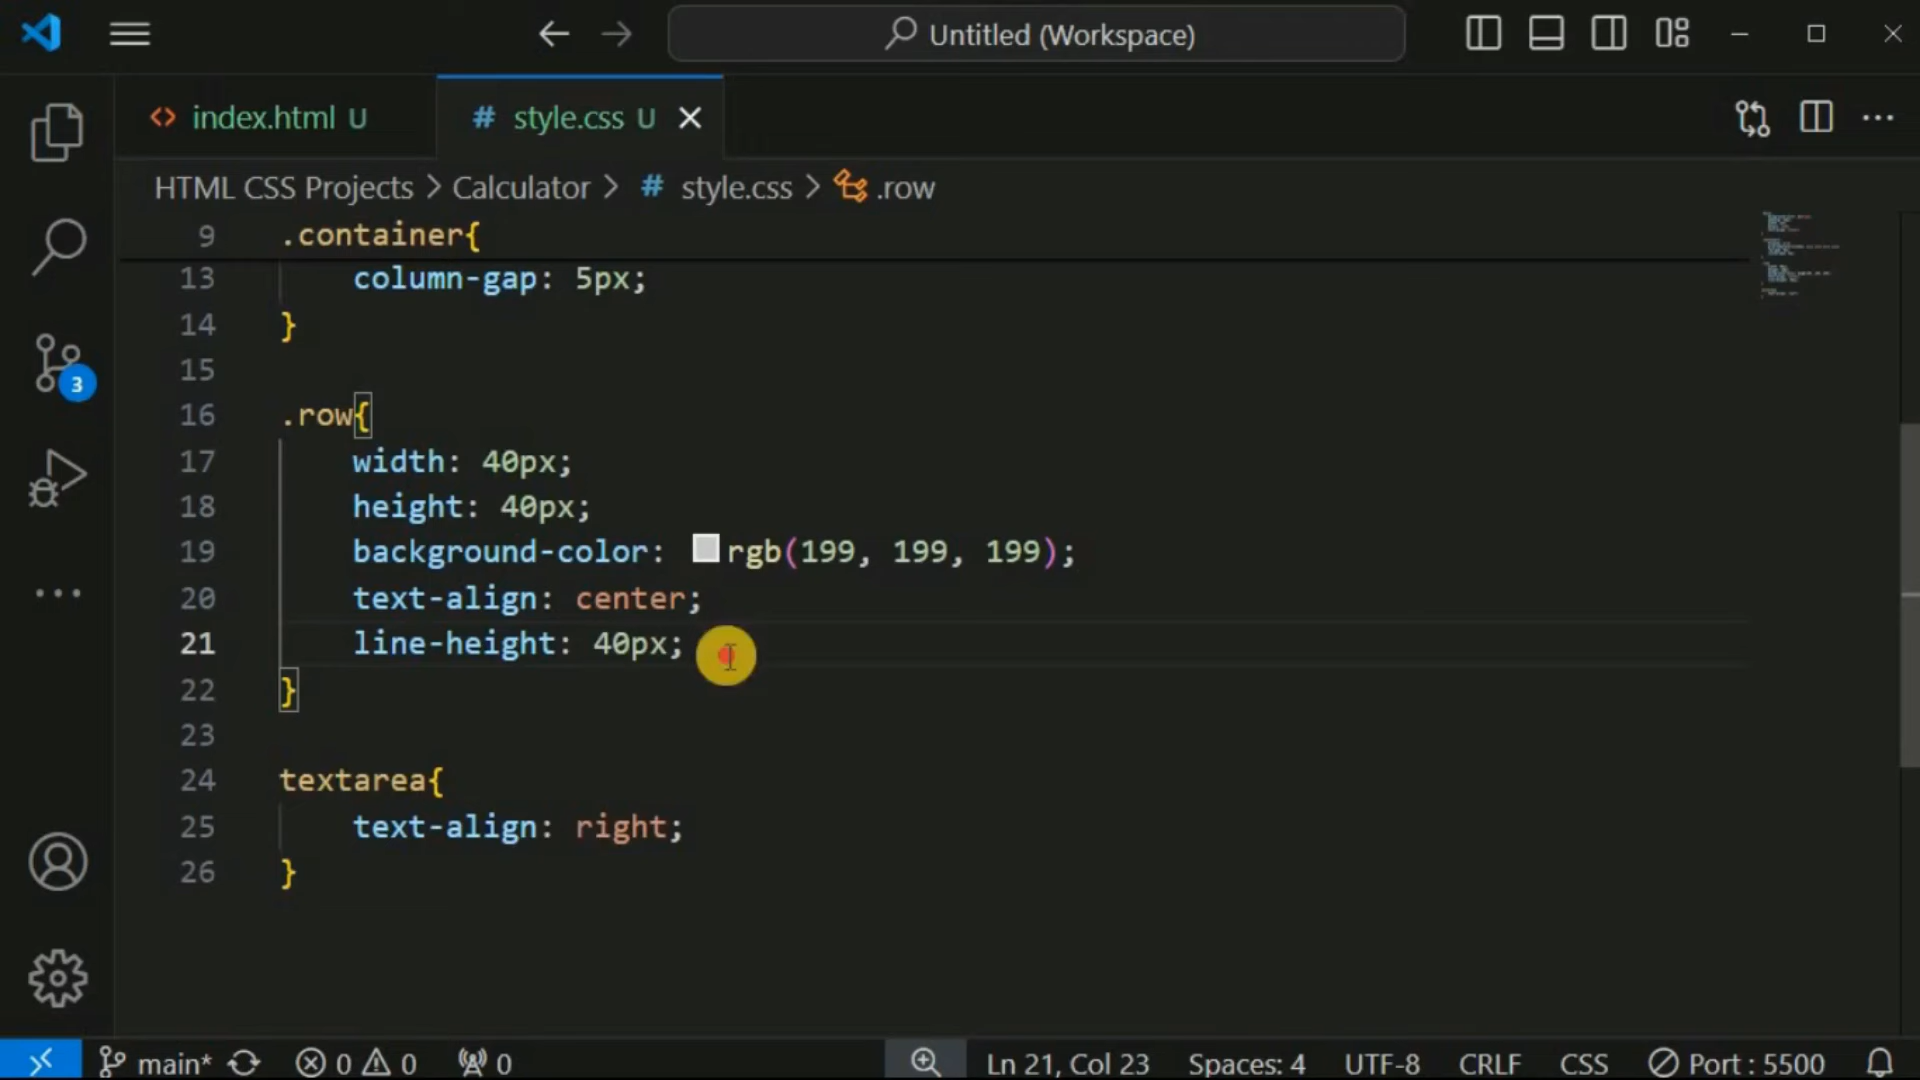 Untitled (Workspace)
index.html U
# style.css U
HTML CSS Projects > Calculator > # style.css > .row
9 .container{
13 column-gap: 5px;
14 }
15
16 .row{
17 width: 40px;
18 height: 40px;
19 background-color: rgb(199, 199, 199);
20 text-align: center;
21 line-height: 40px;
22 }
23
24 textarea{
25 text-align: right;
26 }
3
main* 0 0 0 Ln 21, Col 23 Spaces: 4 UTF-8 CRLF CSS Port : 5500